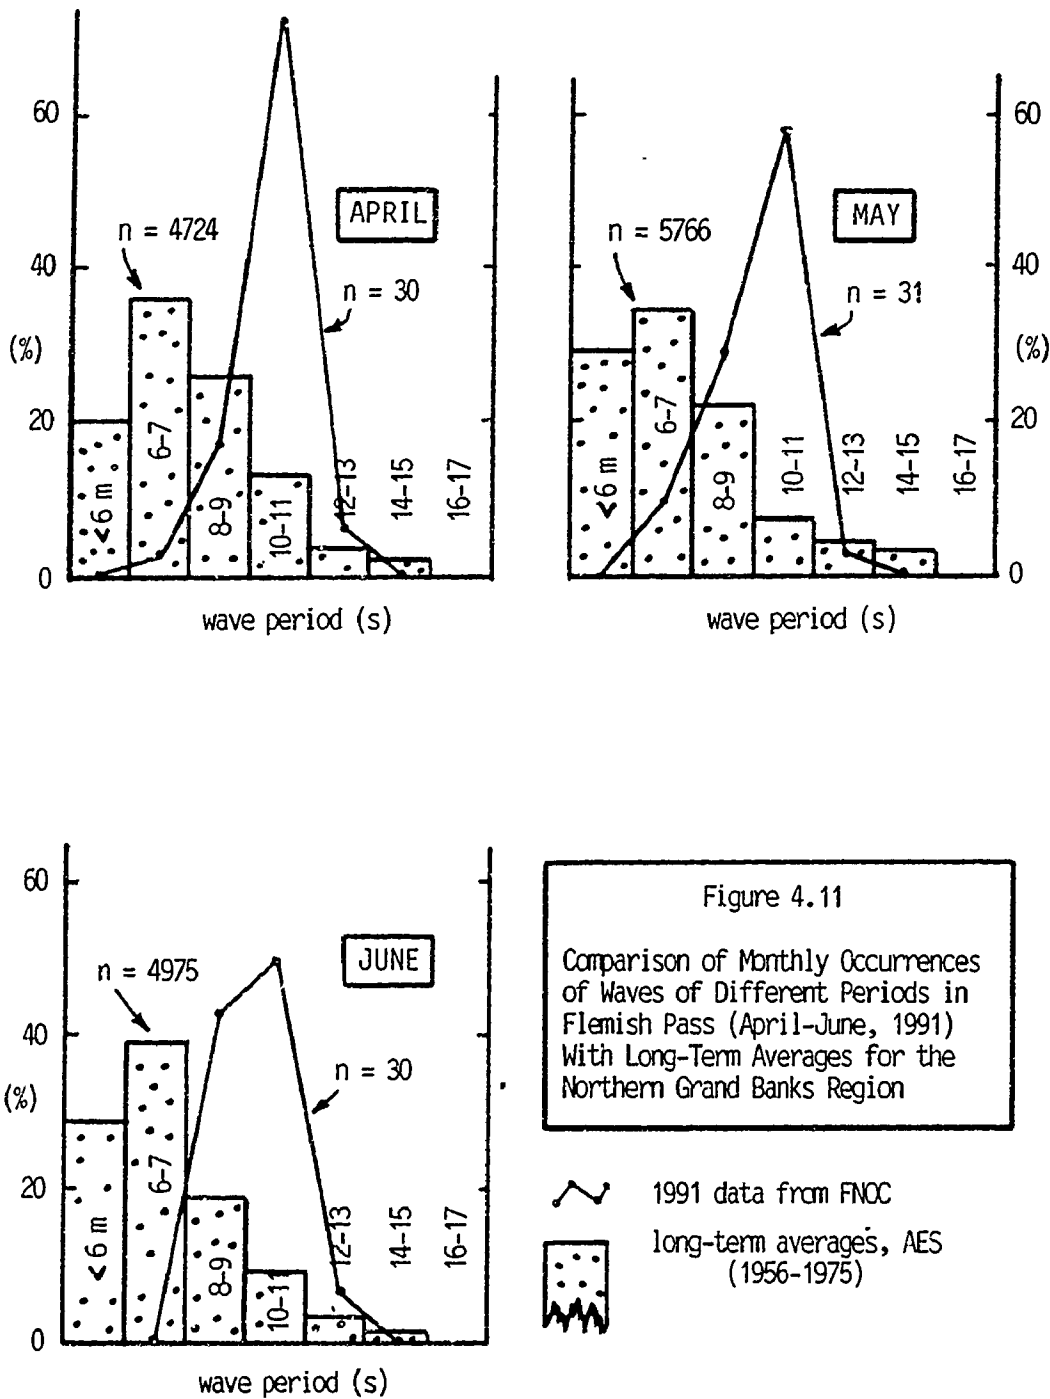 60
40
(%)
20
0
n = 4724
APRIL
n = 30
<6 m
6-7
8-9
10-11
12-13
14-15
16-17
wave period (s)
n = 5766
MAY
n = 31
60
40
(%)
20
0
<6 m
6-7
8-9
10-11
12-13
14-15
16-17
wave period (s)
60
40
(%)
20
0
n = 4975
JUNE
n = 30
<6 m
6-7
8-9
10-11
12-13
14-15
16-17
wave period (s)
Figure 4.11
Comparison of Monthly Occurrences
of Waves of Different Periods in
Flemish Pass (April-June, 1991)
With Long-Term Averages for the
Northern Grand Banks Region
1991 data from FNOC
long-term averages, AES
(1956-1975)